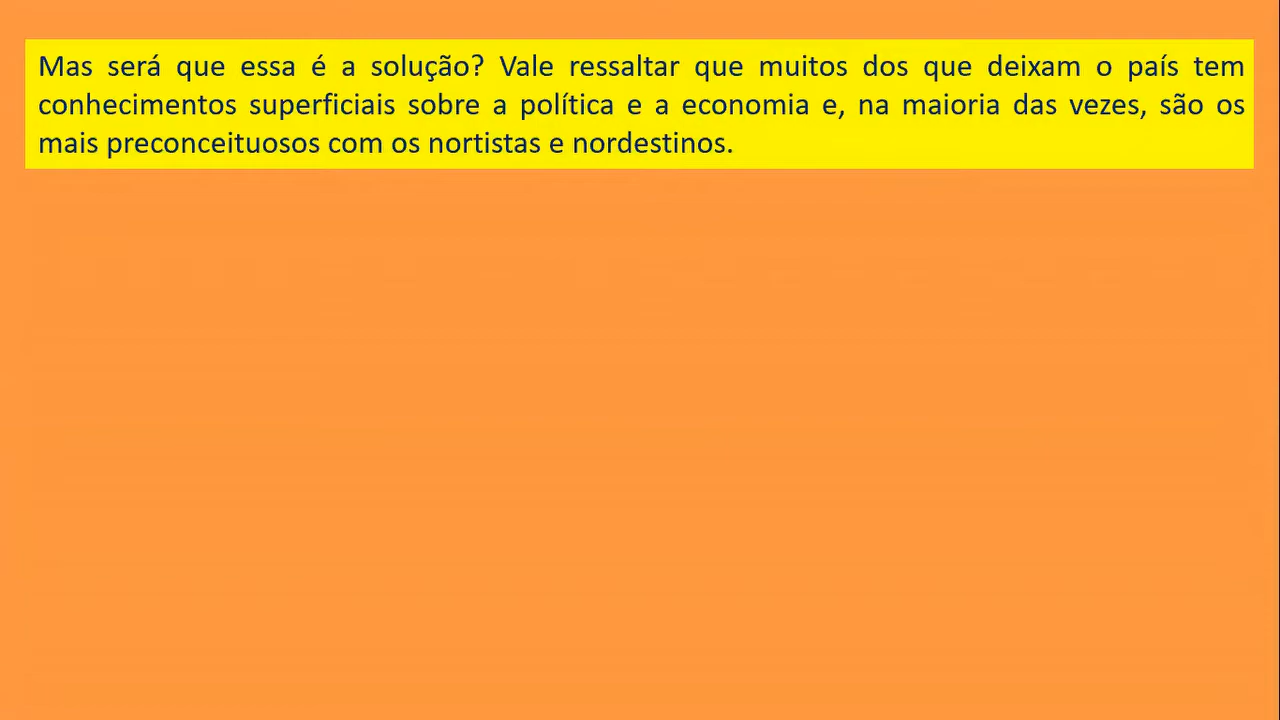 Mas será que essa é a solução? Vale ressaltar que muitos dos que deixam o país tem
conhecimentos superficiais sobre a política e a economia e, na maioria das vezes, são os
mais preconceituosos com os nortistas e nordestinos.